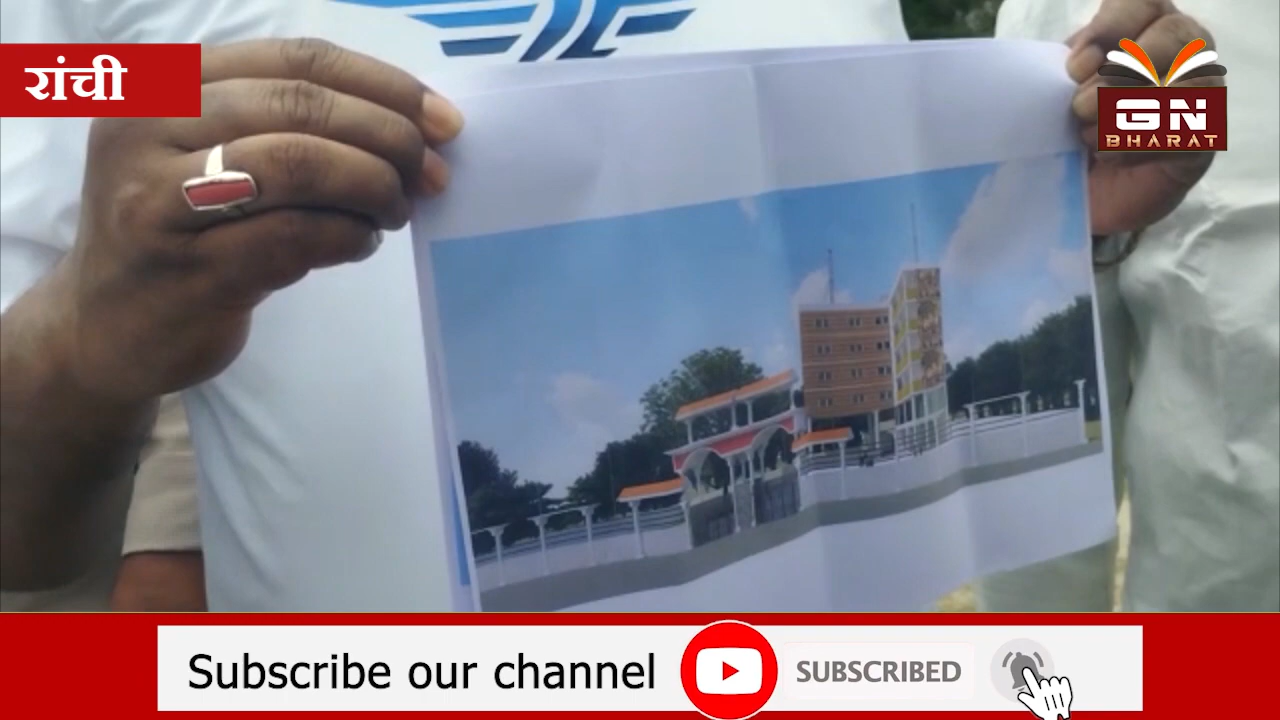 रांची
GN
BHARAT
Subscribe our channel
SUBSCRIBED